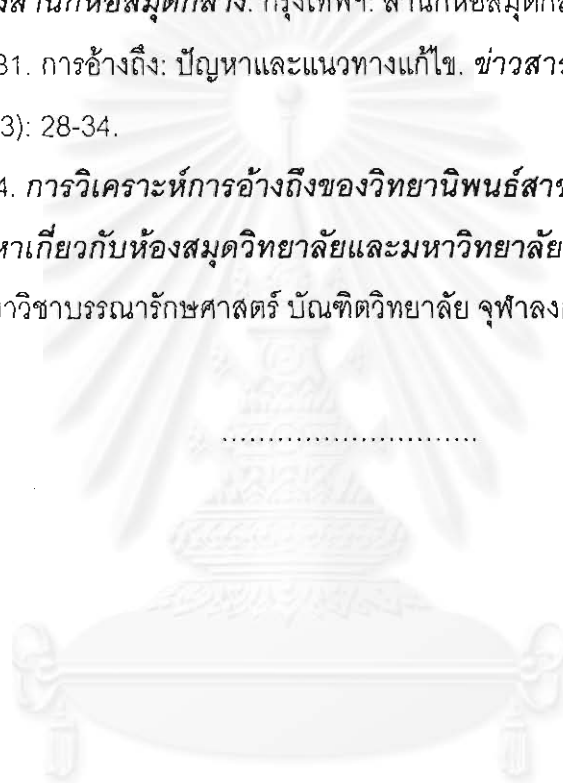 งสำนักหอสมุดกลาง. กรุงเทพฯ: สำนักหอสมุดกล
31. การอ้างถึง: ปัญหาและแนวทางแก้ไข. ข่าวสาร
3): 28-34.
4. การวิเคราะห์การอ้างถึงของวิทยานิพนธ์สาข
หาเกี่ยวกับห้องสมุดวิทยาลัยและมหาวิทยาลัย
าวิชาบรรณารักษศาสตร์ บัณฑิตวิทยาลัย จุฬาลง
............................